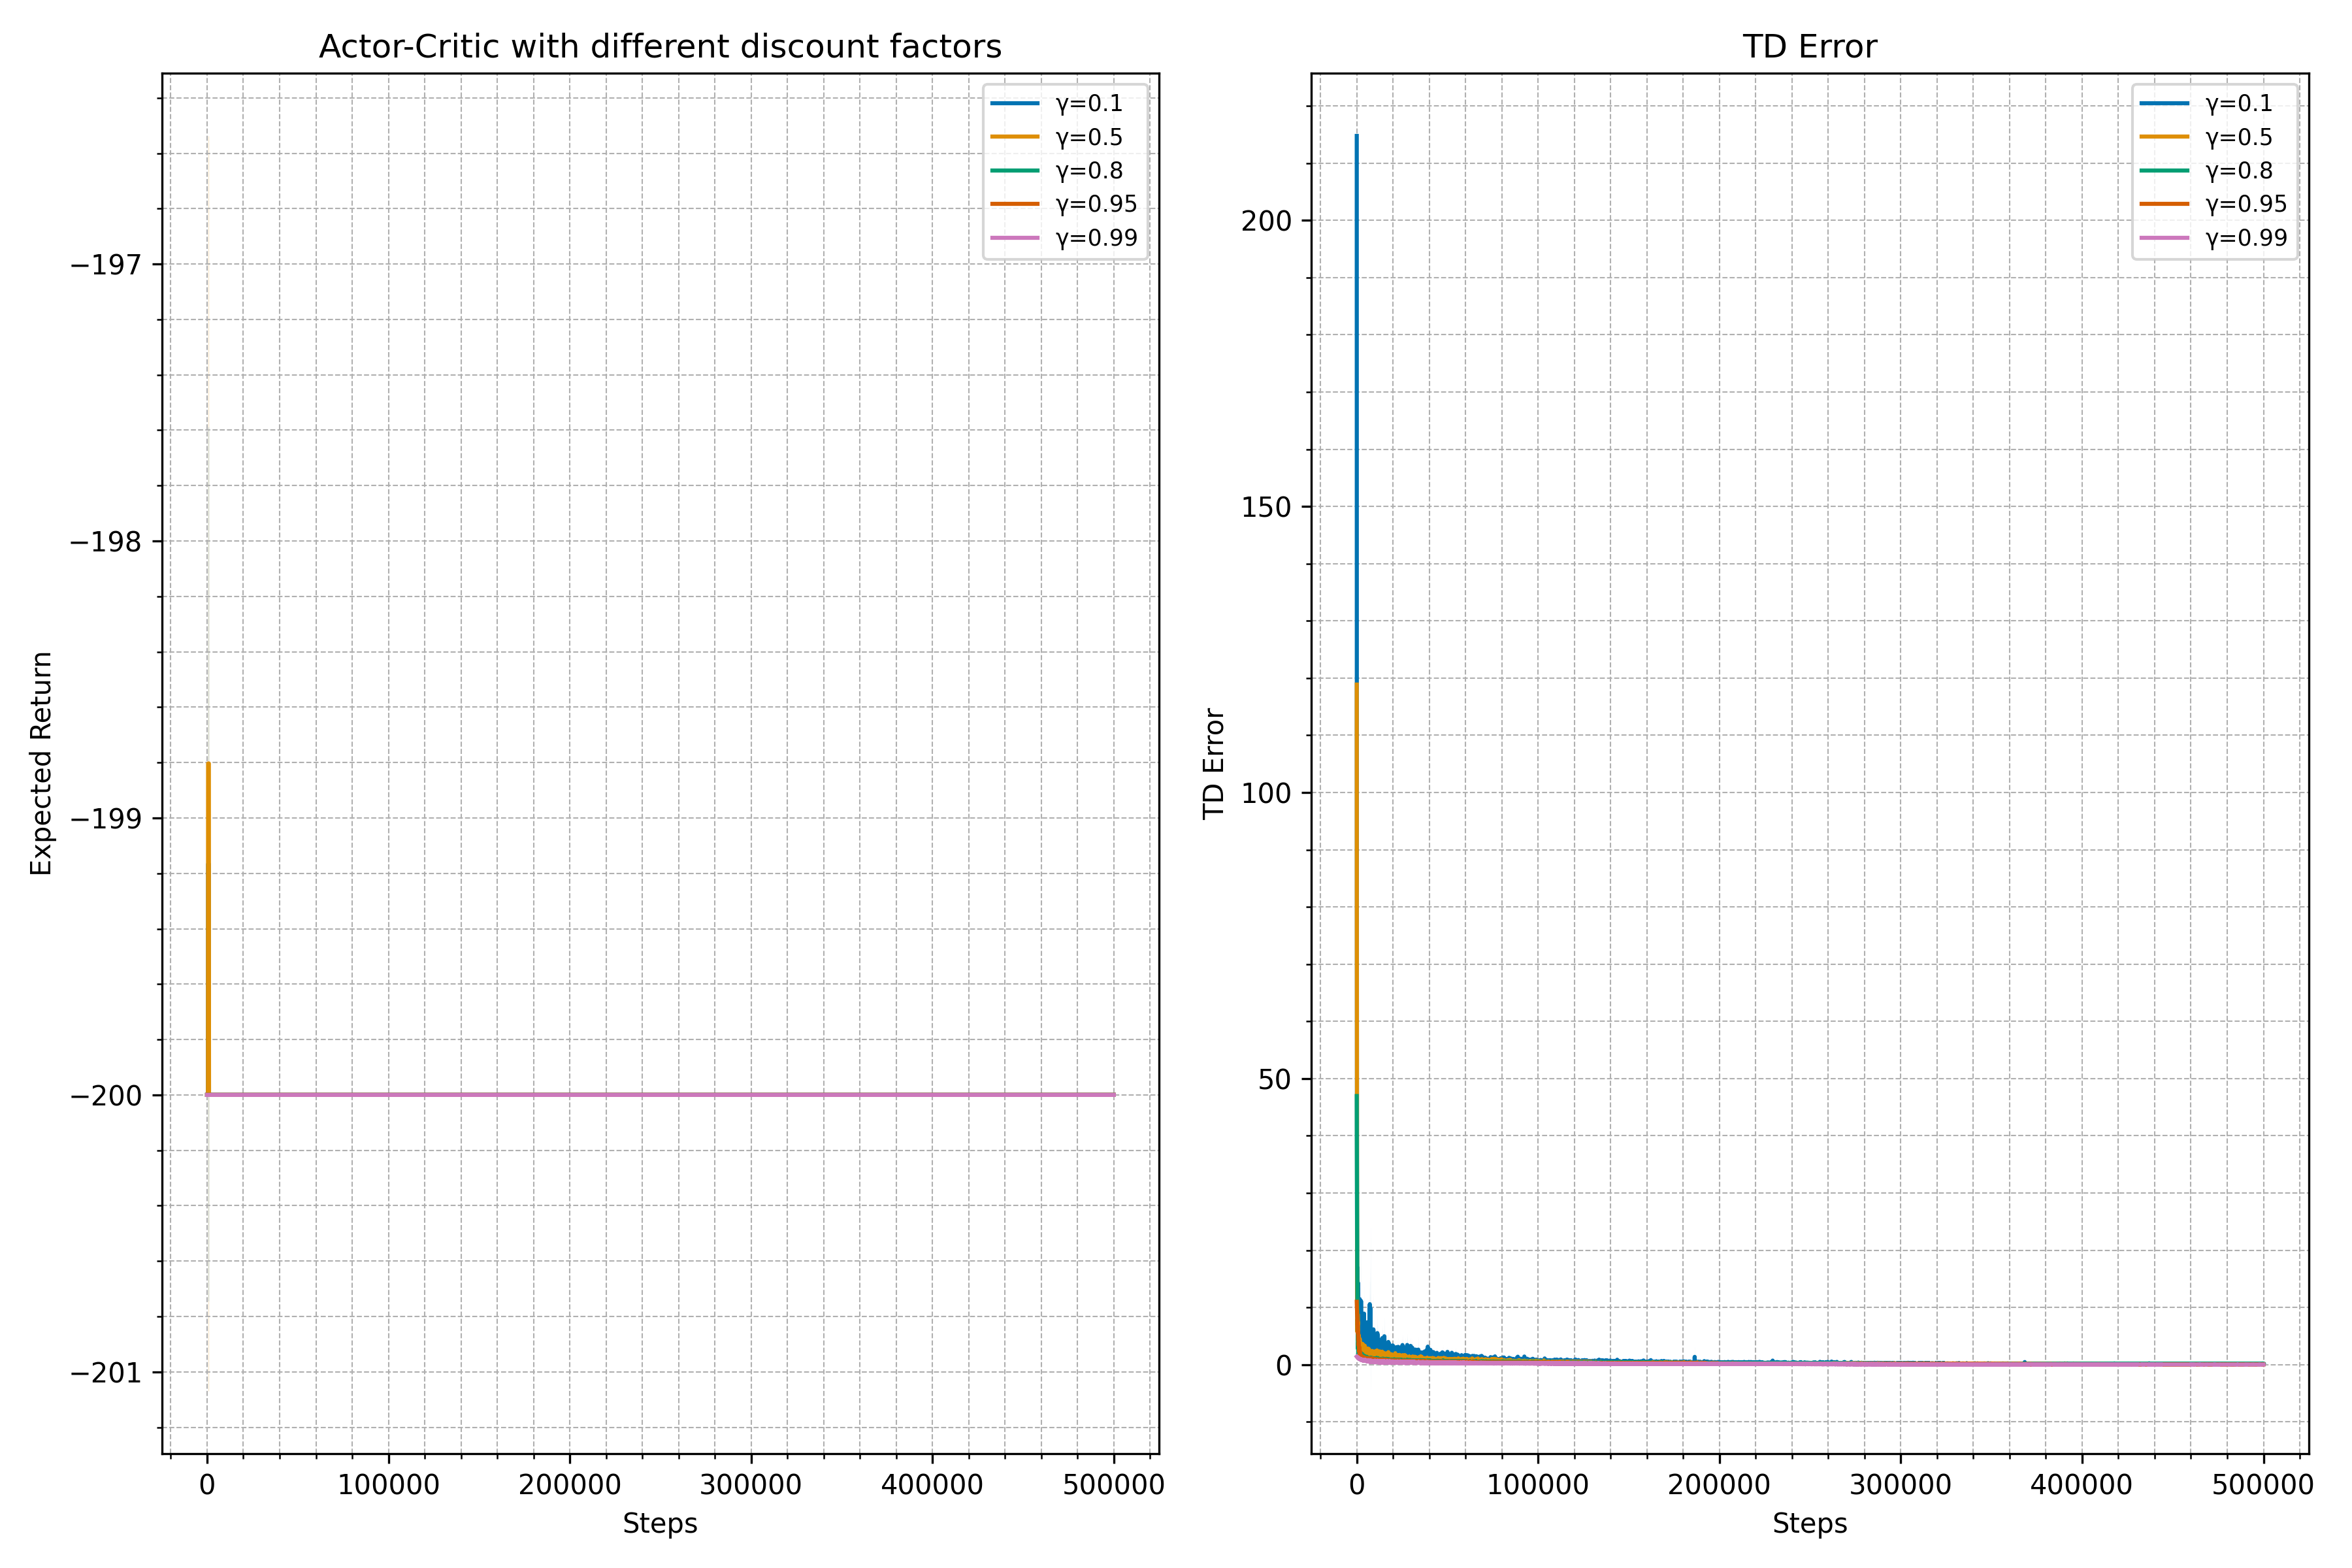 Actor-Critic with different discount factors
γ=0.1
γ=0.5
γ=0.8
γ=0.95
γ=0.99
−197
−198
−199
−200
−201
Expected Return
0 100000 200000 300000 400000 500000
Steps
TD Error
γ=0.1
γ=0.5
γ=0.8
γ=0.95
γ=0.99
200
150
100
50
0
TD Error
0 100000 200000 300000 400000 500000
Steps